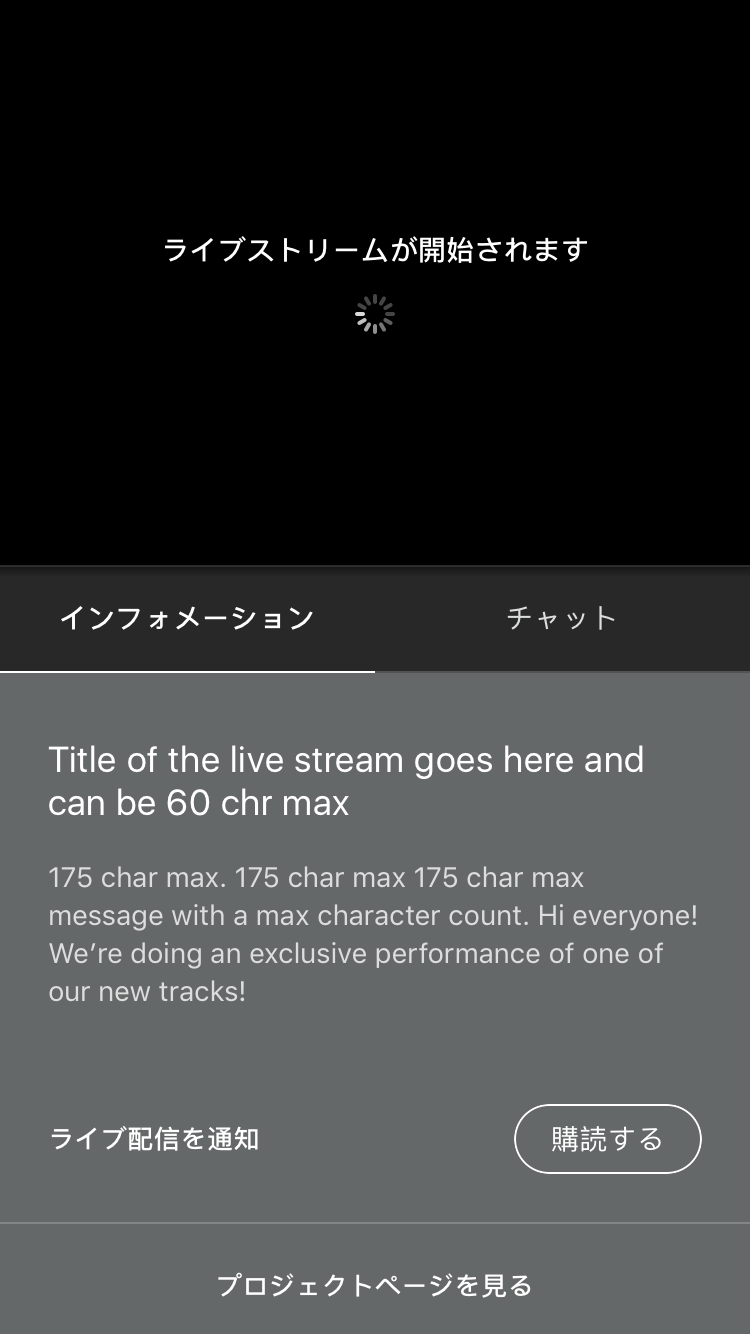 ライブストリームが開始されます
インフォメーション
チャット
Title of the live stream goes here and
can be 60 chr max
175 char max. 175 char max 175 char max
message with a max character count. Hi everyone!
We’re doing an exclusive performance of one of
our new tracks!
ライブ配信を通知
購読する
プロジェクトページを見る